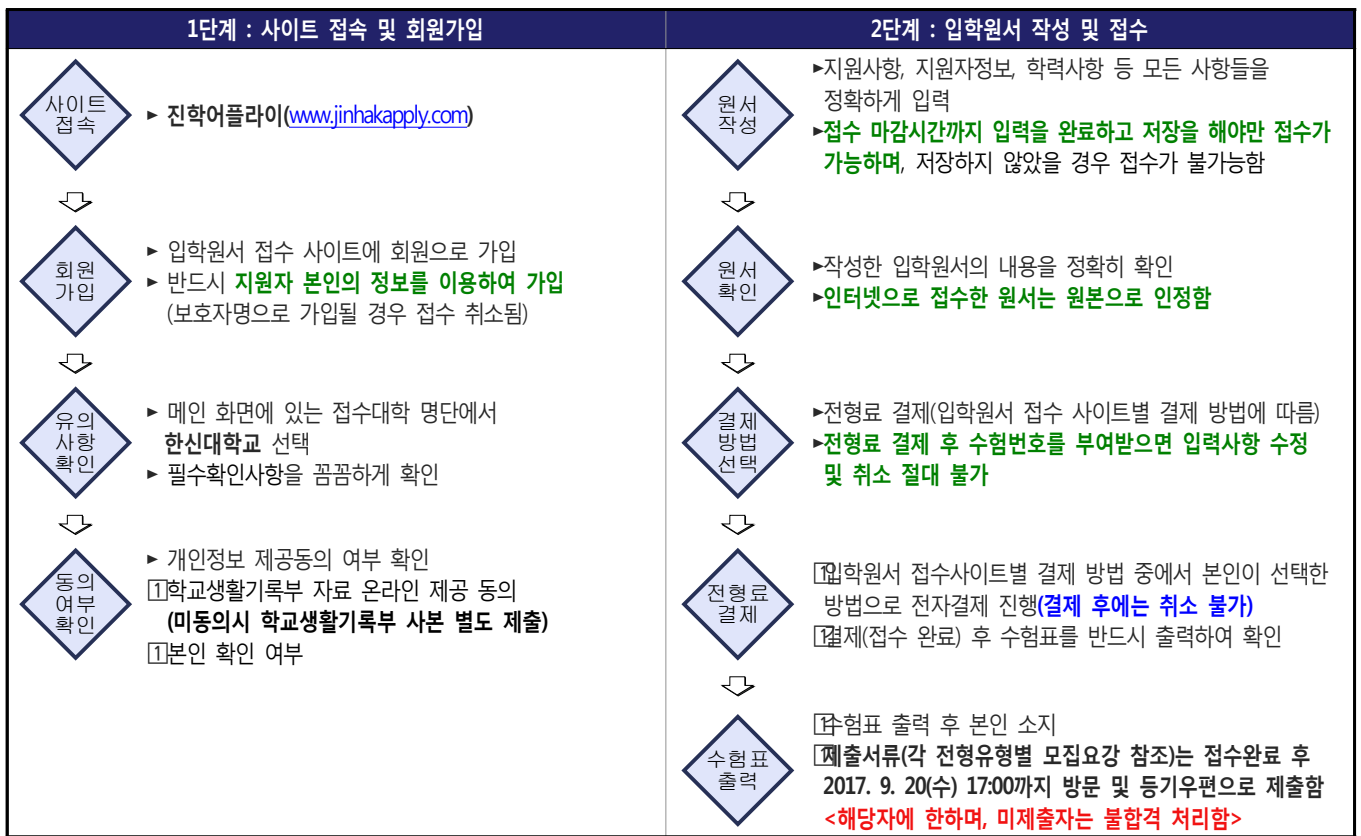 1단계 : 사이트 접속 및 회원가입
사이트
접속
► 진학어플라이(www.jinhakapply.com)
회원
가입
► 입학원서 접수 사이트에 회원으로 가입
► 반드시 지원자 본인의 정보를 이용하여 가입
(보호자명으로 가입될 경우 접수 취소됨)
유의
사항
확인
► 메인 화면에 있는 접수대학 명단에서
한신대학교 선택
► 필수확인사항을 꼼꼼하게 확인
동의
여부
확인
► 개인정보 제공동의 여부 확인
1학교생활기록부 자료 온라인 제공 동의
(미동의시 학교생활기록부 사본 별도 제출)
1본인 확인 여부
2단계 : 입학원서 작성 및 접수
원서
작성
►지원사항, 지원자정보, 학력사항 등 모든 사항들을
정확하게 입력
►접수 마감시간까지 입력을 완료하고 저장을 해야만 접수가
가능하며, 저장하지 않았을 경우 접수가 불가능함
원서
확인
►작성한 입학원서의 내용을 정확히 확인
►인터넷으로 접수한 원서는 원본으로 인정함
결제
방법
선택
►전형료 결제(입학원서 접수 사이트별 결제 방법에 따름)
►전형료 결제 후 수험번호를 부여받으면 입력사항 수정
및 취소 절대 불가
전형료
결제
1입학원서 접수사이트별 결제 방법 중에서 본인이 선택한
방법으로 전자결제 진행(결제 후에는 취소 불가)
1결제(접수 완료) 후 수험표를 반드시 출력하여 확인
수험표
출력
1수험표 출력 후 본인 소지
1제출서류(각 전형유형별 모집요강 참조)는 접수완료 후
2017. 9. 20(수) 17:00까지 방문 및 등기우편으로 제출함
<해당자에 한하며, 미제출자는 불합격 처리함>